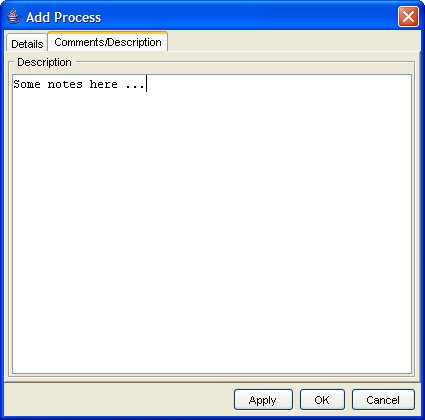 Add Process
Details
Comments/Description
Description
Some notes here ...
Apply
OK
Cancel